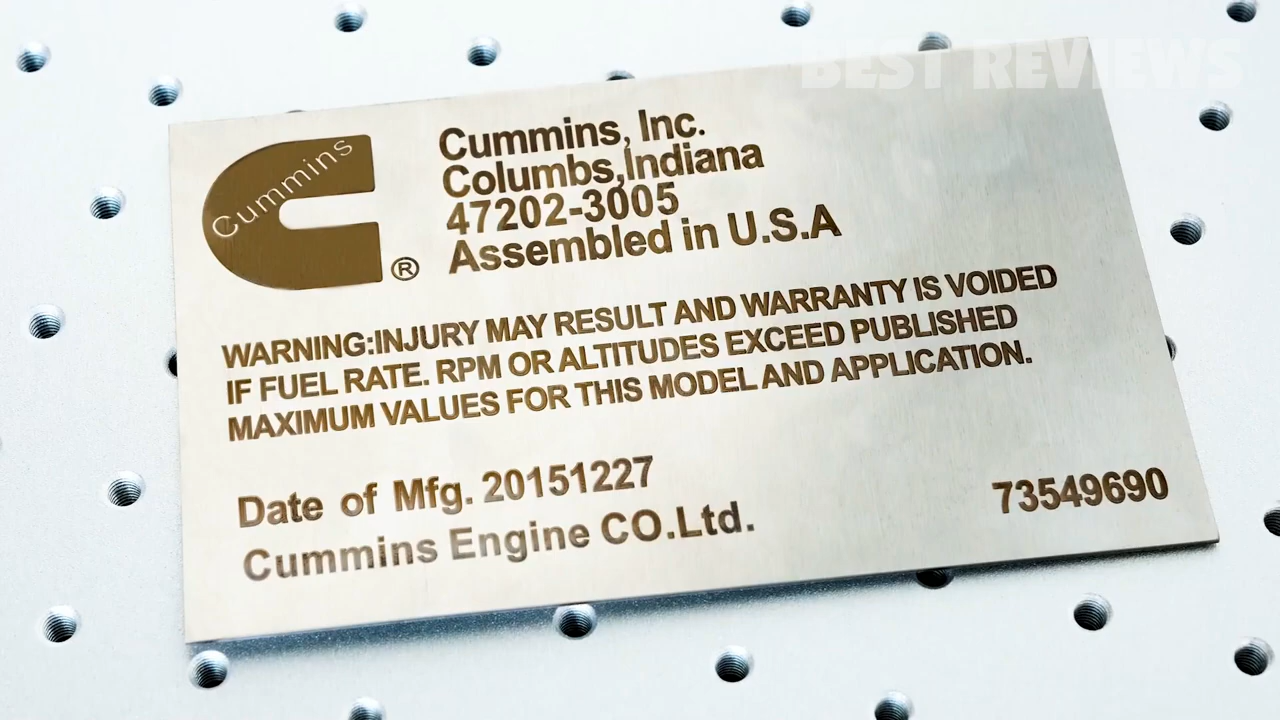 BEST REVIEWS
Cummins
®
Cummins, Inc.
Columbs,Indiana
47202-3005
Assembled in U.S.A
WARNING:INJURY MAY RESULT AND WARRANTY IS VOIDED
IF FUEL RATE. RPM OR ALTITUDES EXCEED PUBLISHED
MAXIMUM VALUES FOR THIS MODEL AND APPLICATION.
Date of Mfg. 20151227
73549690
Cummins Engine CO.Ltd.